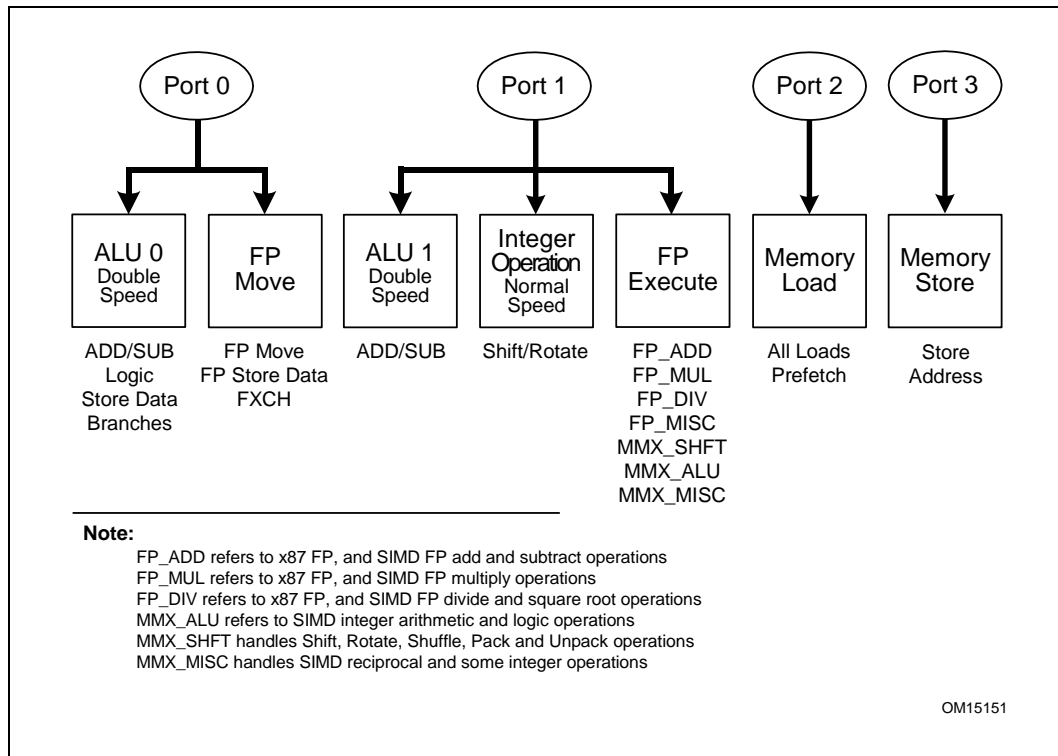 Port 0
Port 1
Port 2
Port 3
ALU 0
Double
Speed
FP
Move
ALU 1
Double
Speed
Integer
Operation
Normal
Speed
FP
Execute
Memory
Load
Memory
Store
ADD/SUB
Logic
Store Data
Branches
FP Move
FP Store Data
FXCH
ADD/SUB
Shift/Rotate
FP_ADD
FP_MUL
FP_DIV
FP_MISC
MMX_SHFT
MMX_ALU
MMX_MISC
All Loads
Prefetch
Store
Address
Note:
FP_ADD refers to x87 FP, and SIMD FP add and subtract operations
FP_MUL refers to x87 FP, and SIMD FP multiply operations
FP_DIV refers to x87 FP, and SIMD FP divide and square root operations
MMX_ALU refers to SIMD integer arithmetic and logic operations
MMX_SHFT handles Shift, Rotate, Shuffle, Pack and Unpack operations
MMX_MISC handles SIMD reciprocal and some integer operations
OM15151